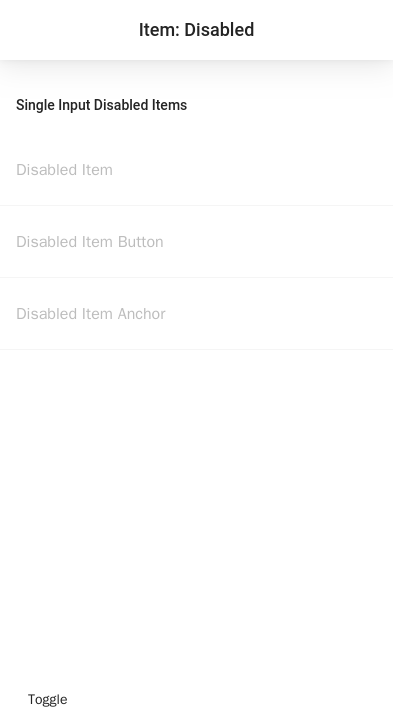 Item: Disabled
Single Input Disabled Items
Disabled Item
Disabled Item Button
Disabled Item Anchor
Toggle